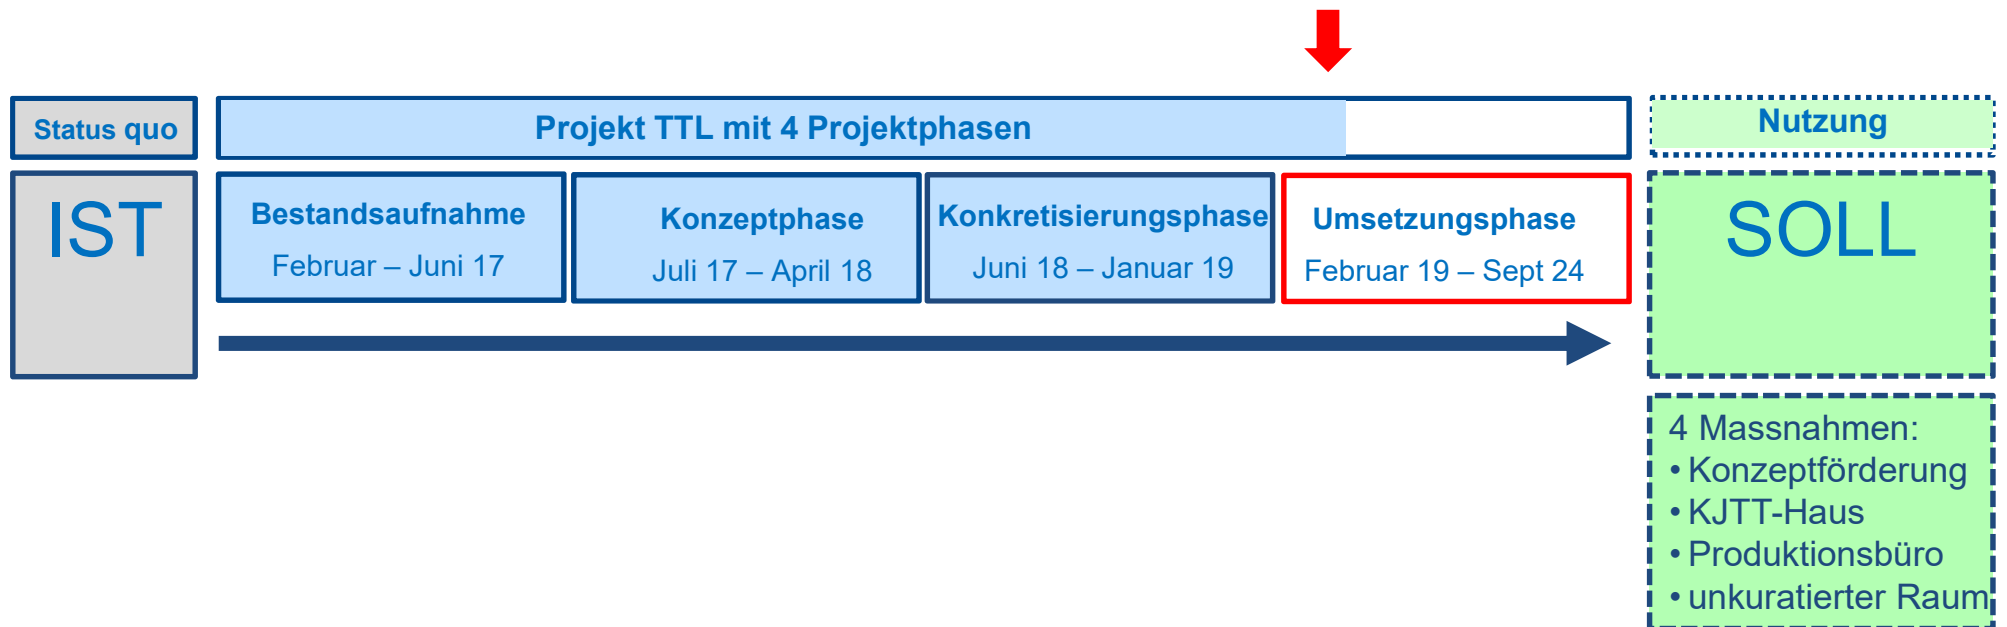 Status quo
Projekt TTL mit 4 Projektphasen
Nutzung
IST
Bestandsaufnahme
Februar – Juni 17
Konzeptphase
Juli 17 – April 18
Konkretisierungsphase
Juni 18 – Januar 19
Umsetzungsphase
Februar 19 – Sept 24
SOLL
4 Massnahmen:
• Konzeptförderung
• KJTT-Haus
• Produktionsbüro
• unkuratierter Raum